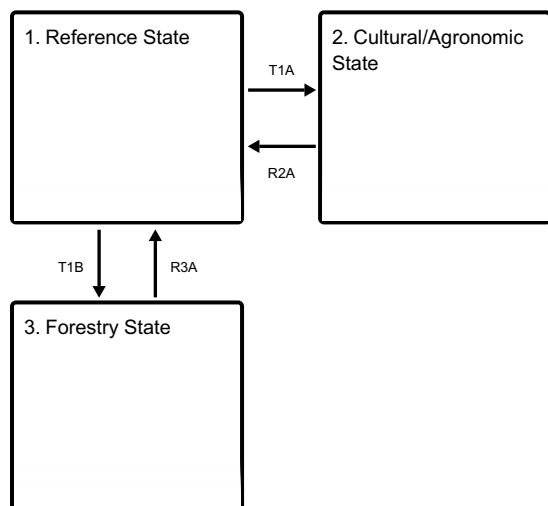 1. Reference State
2. Cultural/Agronomic
State
T1A
R2A
T1B
R3A
3. Forestry State